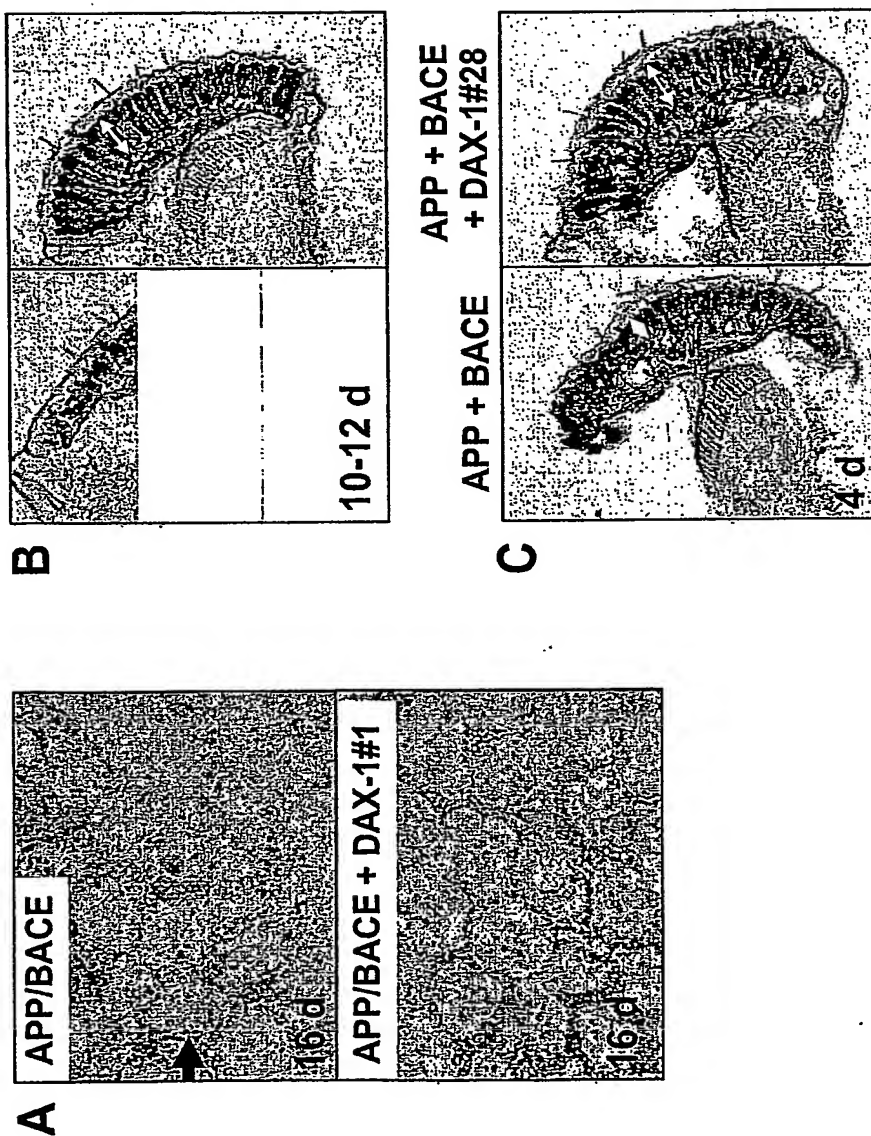 A
APP/BACE
16 d
APP/BACE + DAX-1#1
16 d
B
10-12 d
C
APP + BACE
APP + BACE
+ DAX-1#28
4 d